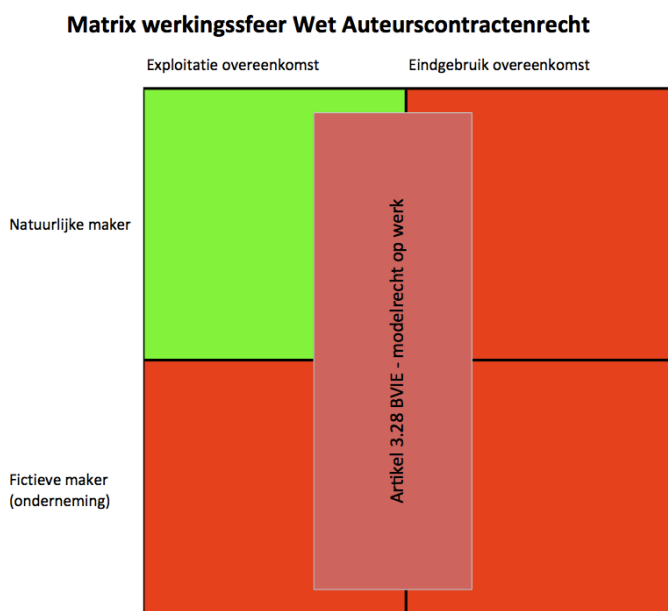 Matrix werkingssfeer Wet Auteurscontractenrecht
Exploitatie overeenkomst
Eindgebruik overeenkomst
Natuurlijke maker
Artikel 3.28 BVIE - modelrecht op werk
Fictieve maker
(onderneming)